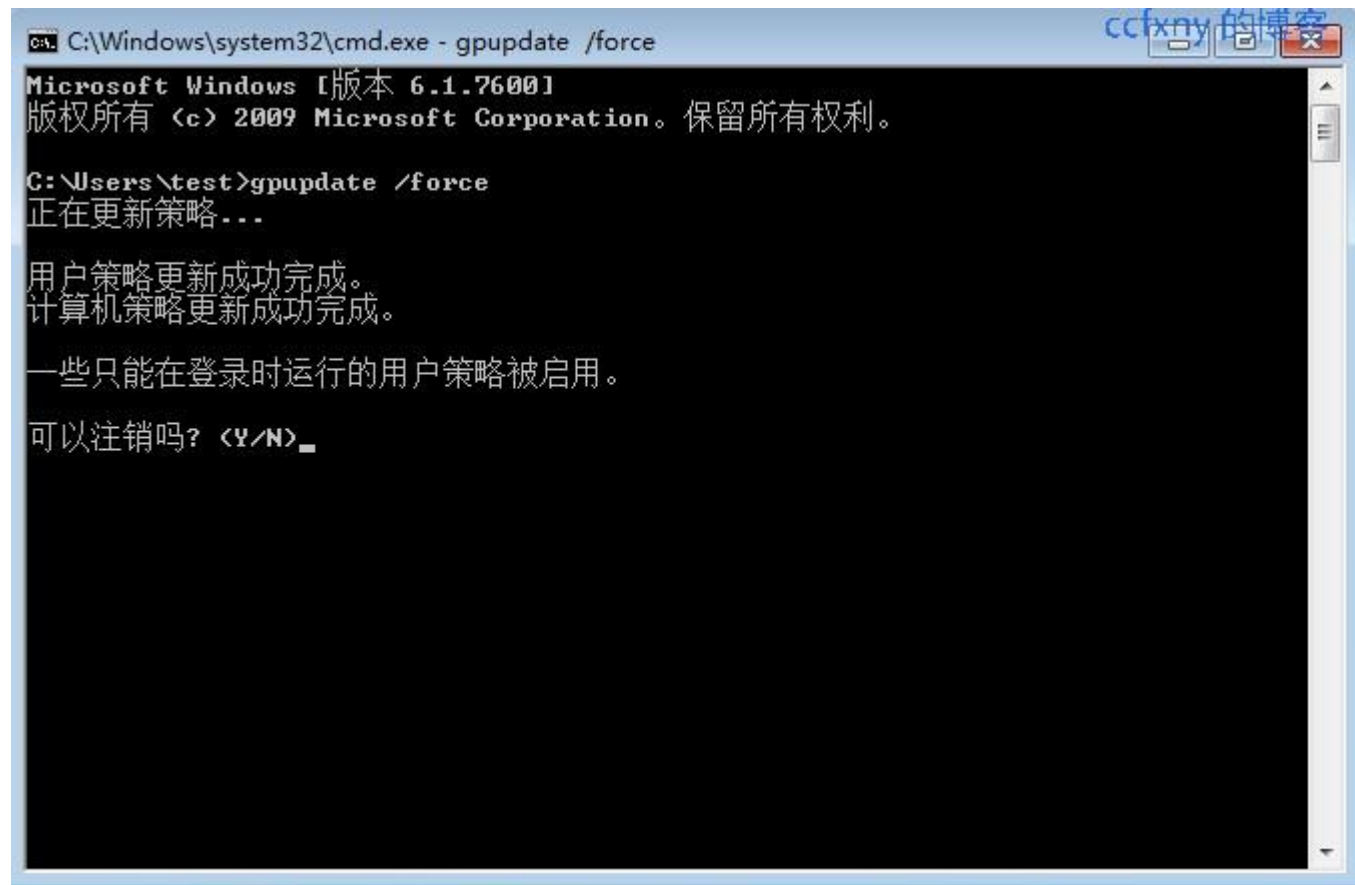 ccfxny的博客
C:\Windows\system32\cmd.exe - gpupdate /force
Microsoft Windows [版本 6.1.7600]
版权所有 (c) 2009 Microsoft Corporation。保留所有权利。
C:\Users\test>gpupdate /force
正在更新策略...
用户策略更新成功完成。
计算机策略更新成功完成。
一些只能在登录时运行的用户策略被启用。
可以注销吗? (Y/N)